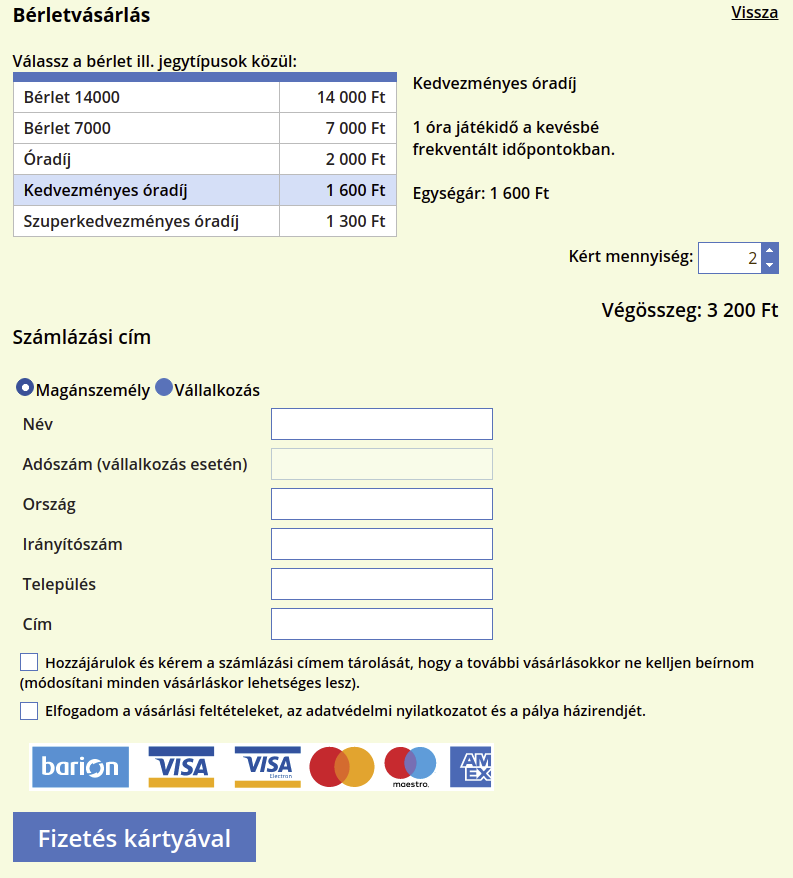 Bérletvásárlás
Vissza
Válassz a bérlet ill. jegytípusok közül:
Bérlet 14000 14 000 Ft
Bérlet 7000 7 000 Ft
Óradíj 2 000 Ft
Kedvezményes óradíj 1 600 Ft
Szuperkedvezményes óradíj 1 300 Ft
Kedvezményes óradíj
1 óra játékidő a kevésbé
frekventált időpontokban.
Egységár: 1 600 Ft
Kért mennyiség: 2
Végösszeg: 3 200 Ft
Számlázási cím
Magánszemély Vállalkozás
Név
Adószám (vállalkozás esetén)
Ország
Irányítószám
Település
Cím
Hozzájárulok és kérem a számlázási címem tárolását, hogy a további vásárlásokkor ne kelljen beírnom
(módosítani minden vásárláskor lehetséges lesz).
Elfogadom a vásárlási feltételeket, az adatvédelmi nyilatkozatot és a pálya házirendjét.
barion VISA VISA Electron maestro. AM EX
Fizetés kártyával